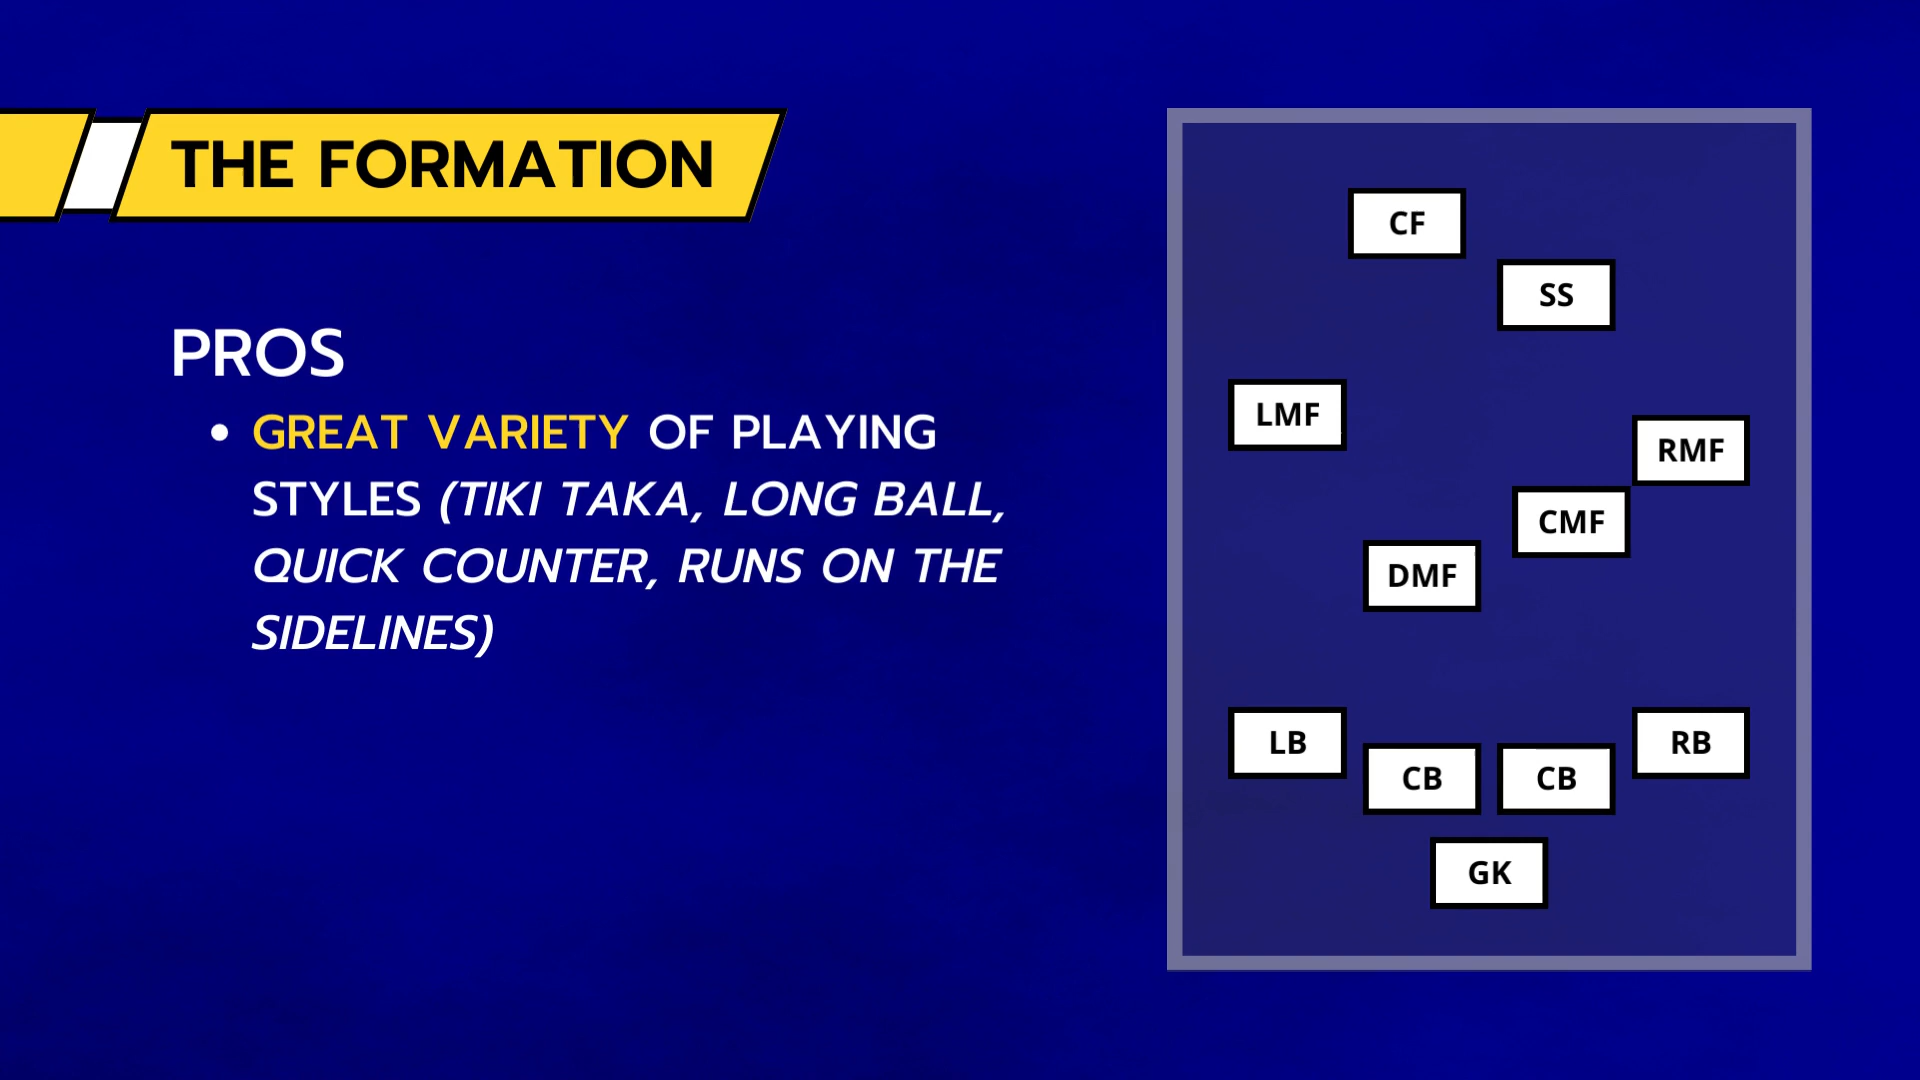 THE FORMATION
PROS
• GREAT VARIETY OF PLAYING
STYLES (TIKI TAKA, LONG BALL,
QUICK COUNTER, RUNS ON THE
SIDELINES)
CF
SS
LMF
RMF
CMF
DMF
LB
RB
CB
CB
GK